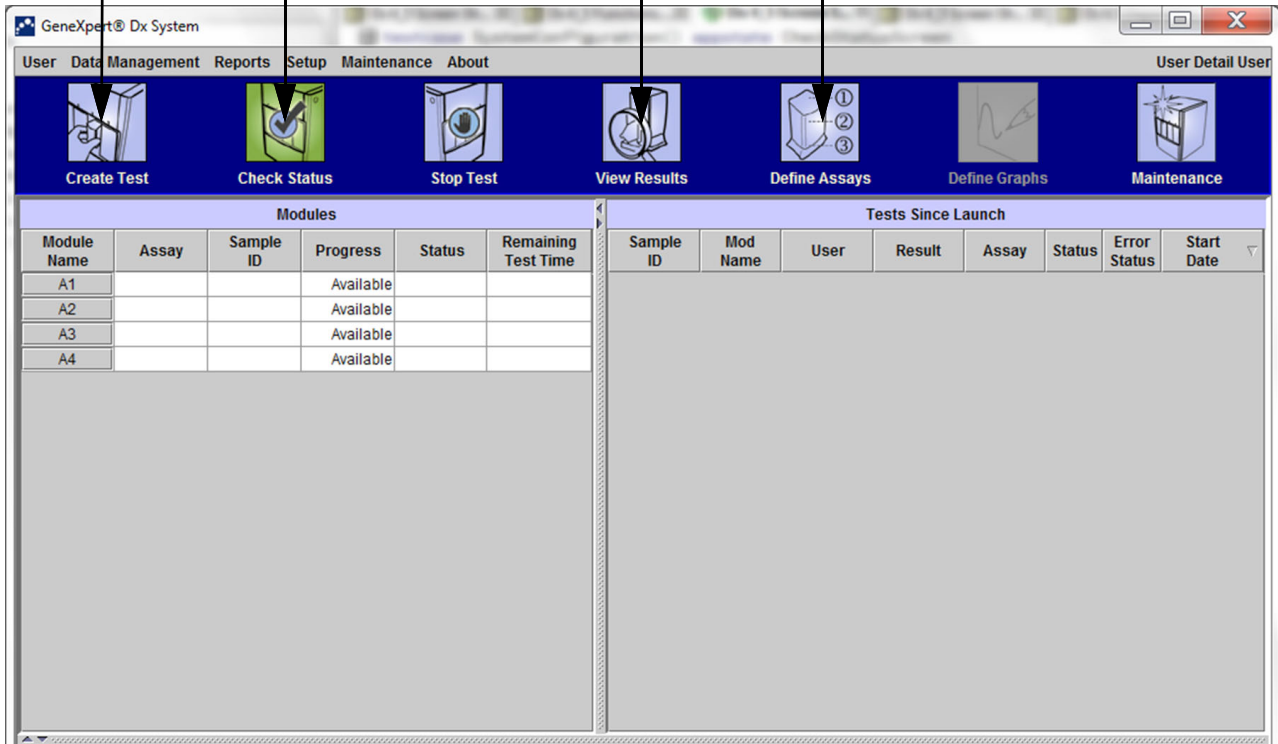 GeneXpert® Dx System
User Data Management Reports Setup Maintenance About User Detail User
① ② ③
Create Test Check Status Stop Test View Results Define Assays Define Graphs Maintenance
Modules Tests Since Launch
Module Name Assay Sample ID Progress Status Remaining Test Time Sample ID Mod Name User Result Assay Status Error Status Start Date
A1 Available
A2 Available
A3 Available
A4 Available